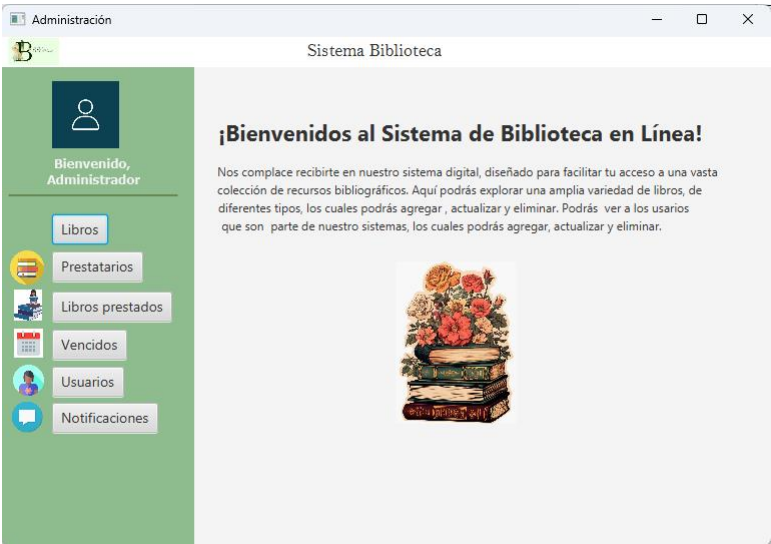 Administración
Sistema Biblioteca
Bienvenido,
Administrador
Libros
Prestatarios
Libros prestados
Vencidos
Usuarios
Notificaciones
¡Bienvenidos al Sistema de Biblioteca en Línea!
Nos complace recibirte en nuestro sistema digital, diseñado para facilitar tu acceso a una vasta
colección de recursos bibliográficos. Aquí podrás explorar una amplia variedad de libros, de
diferentes tipos, los cuales podrás agregar , actualizar y eliminar. Podrás  ver a los usarios
que son  parte de nuestro sistemas, los cuales podrás agregar, actualizar y eliminar.